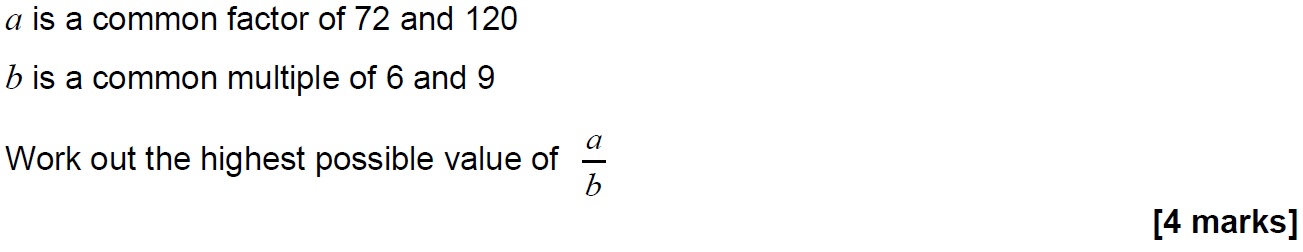 a is a common factor of 72 and 120
b is a common multiple of 6 and 9
Work out the highest possible value of a/b
[4 marks]